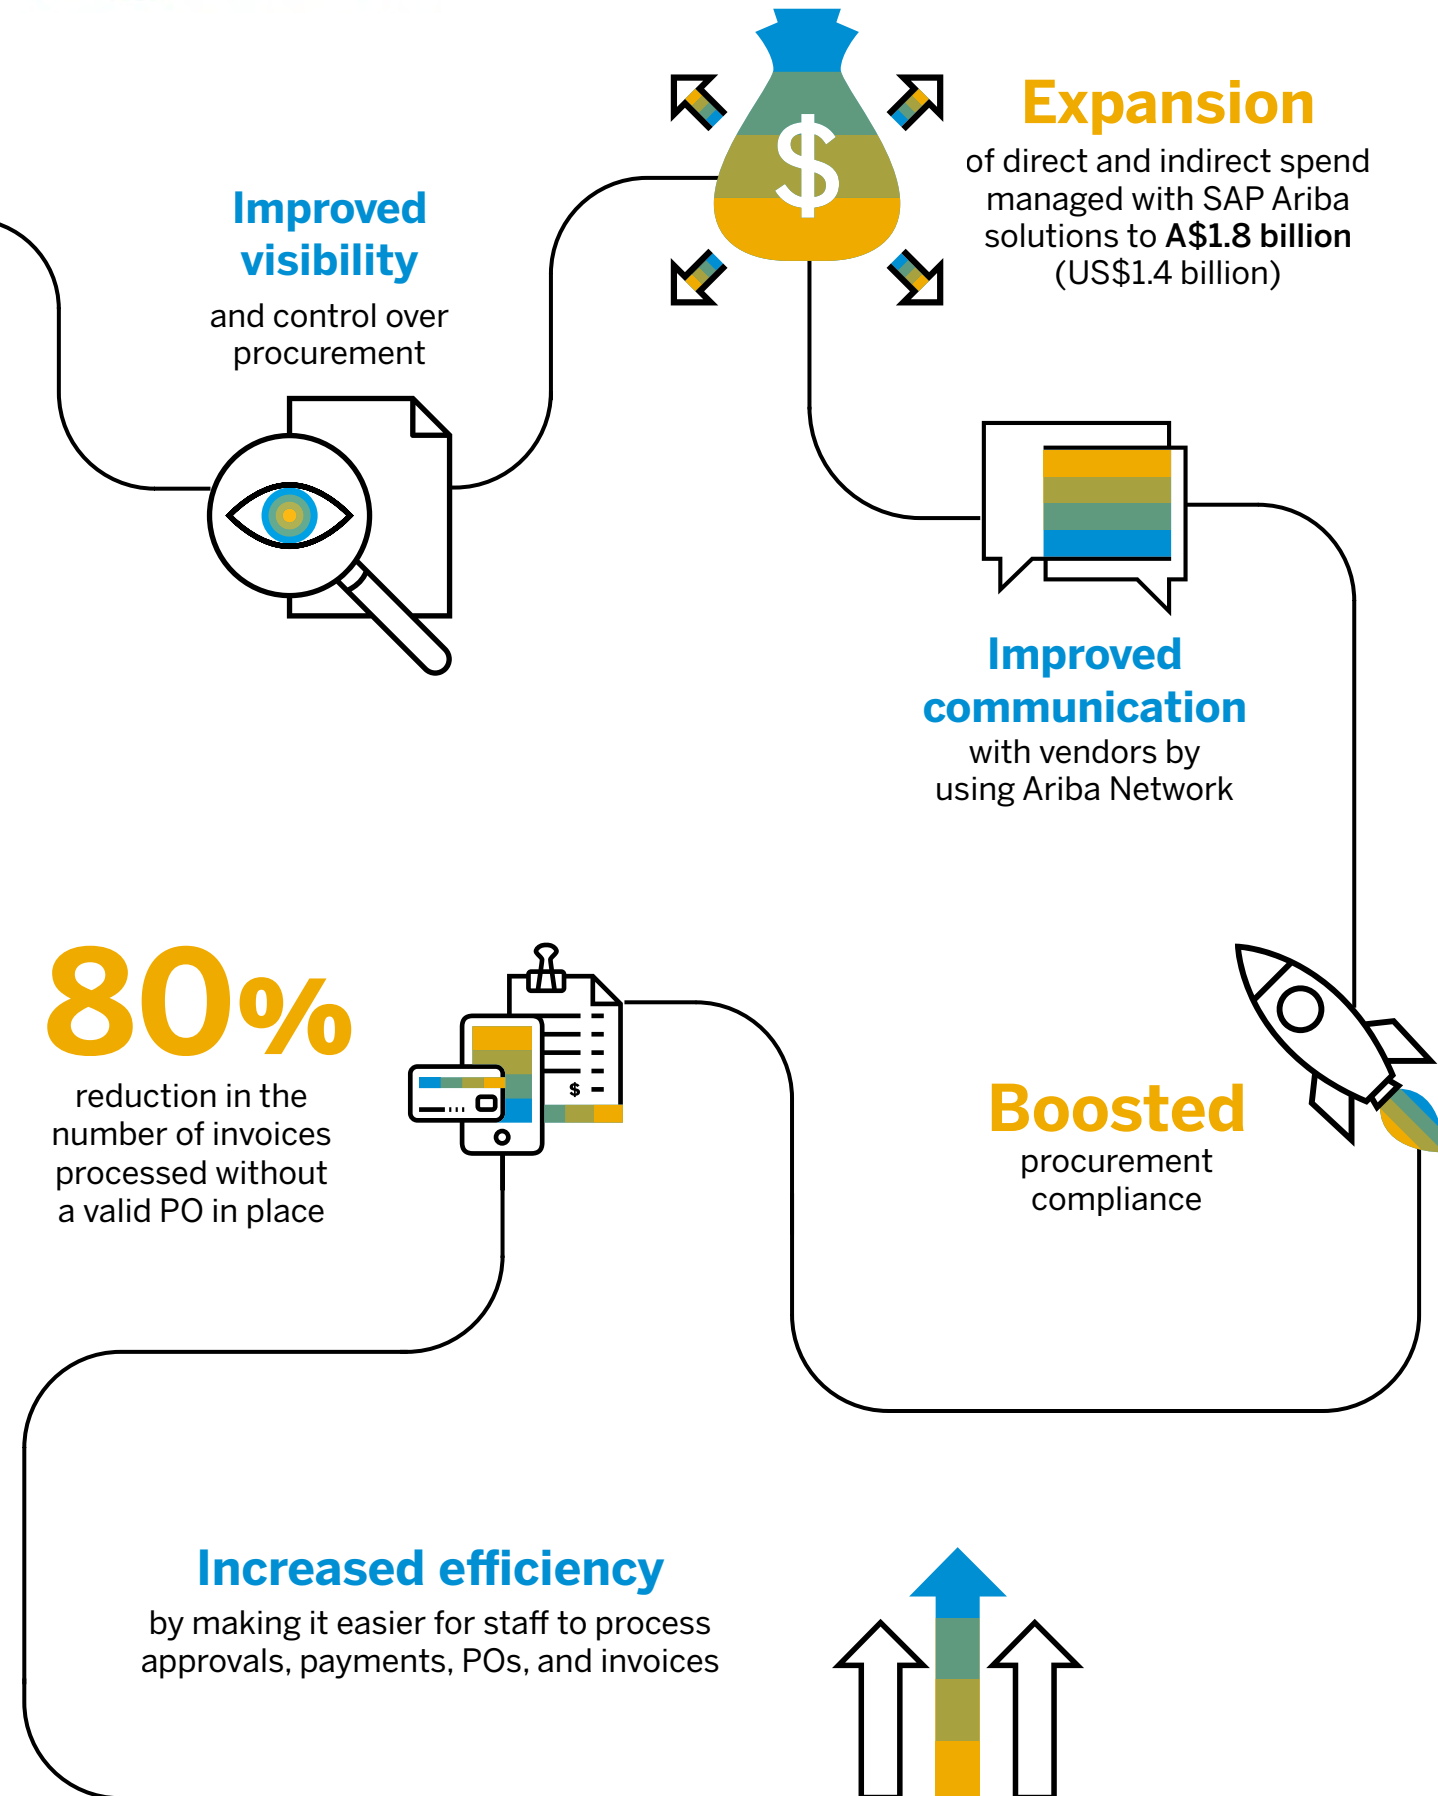 Improved
visibility
and control over
procurement
$
Expansion
of direct and indirect spend
managed with SAP Ariba
solutions to A$1.8 billion
(US$1.4 billion)
Improved
communication
with vendors by
using Ariba Network
Boosted
procurement
compliance
80%
reduction in the
number of invoices
processed without
a valid PO in place
$
Increased efficiency
by making it easier for staff to process
approvals, payments, POs, and invoices